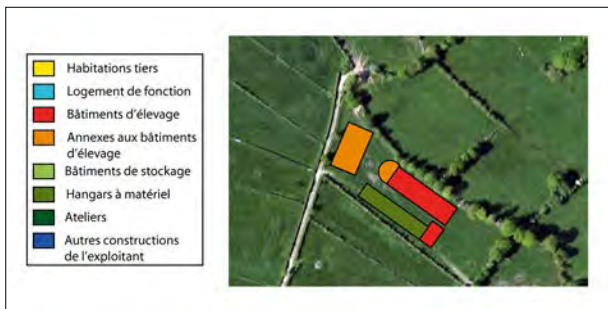 Habitations tiers
Logement de fonction
Bâtiments d'élevage
Annexes aux bâtiments
d'élevage
Bâtiments de stockage
Hangars à matériel
Ateliers
Autres constructions
de l'exploitant